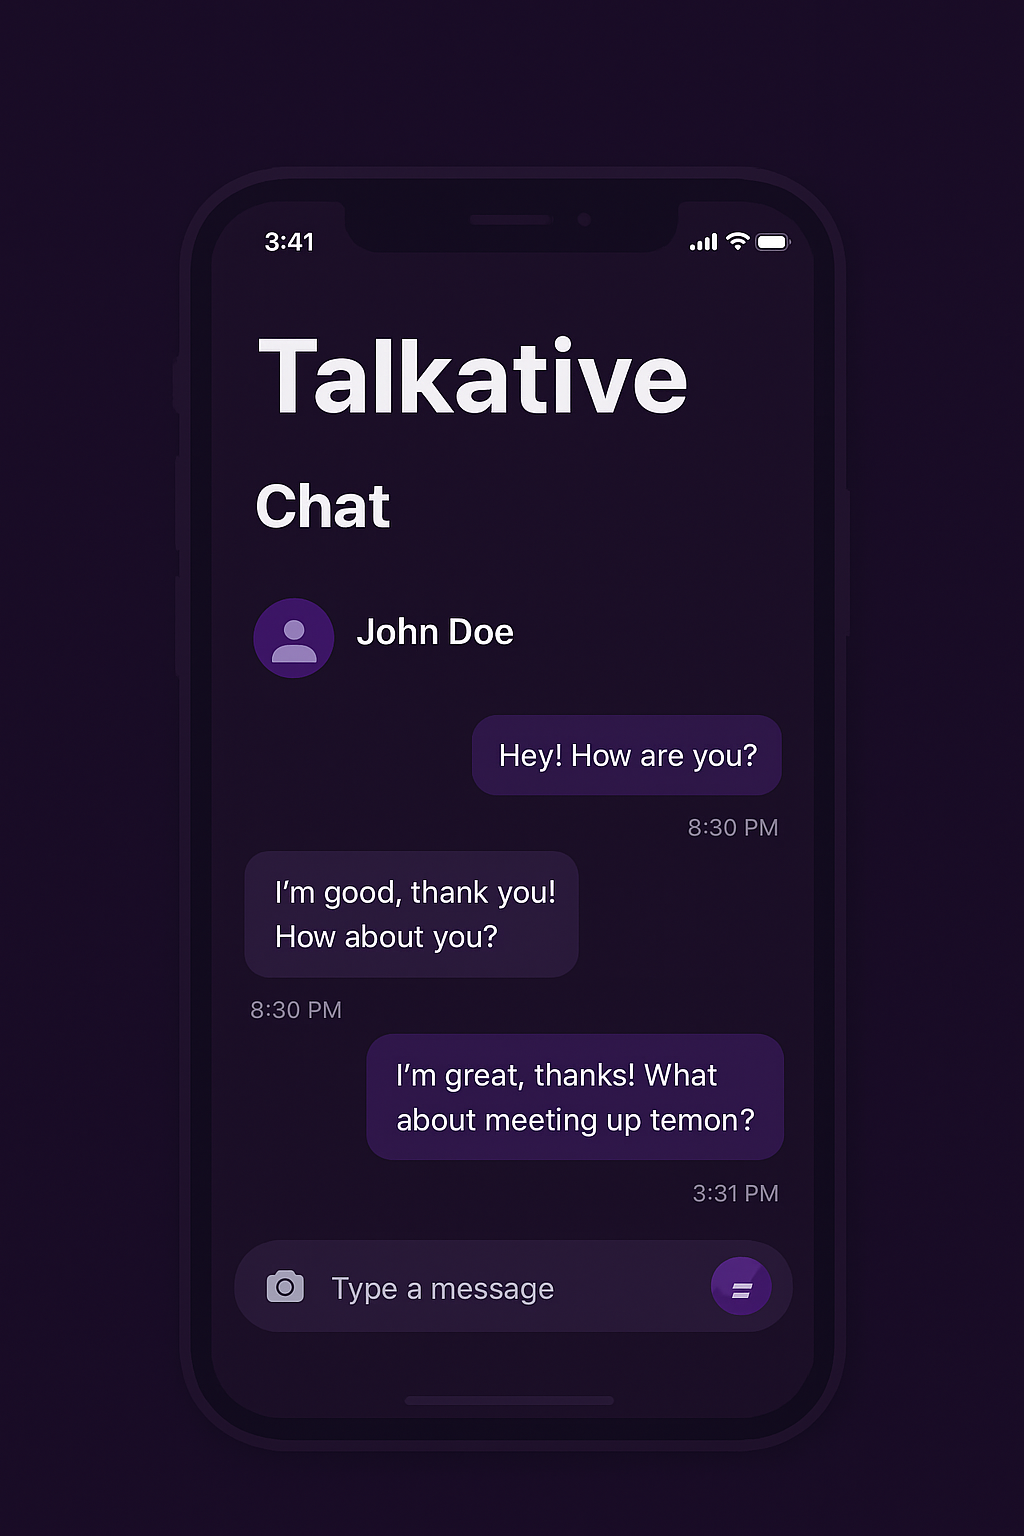 3:41
Talkative
Chat
John Doe
Hey! How are you?
8:30 PM
I’m good, thank you!
How about you?
8:30 PM
I’m great, thanks! What
about meeting up temon?
3:31 PM
Type a message